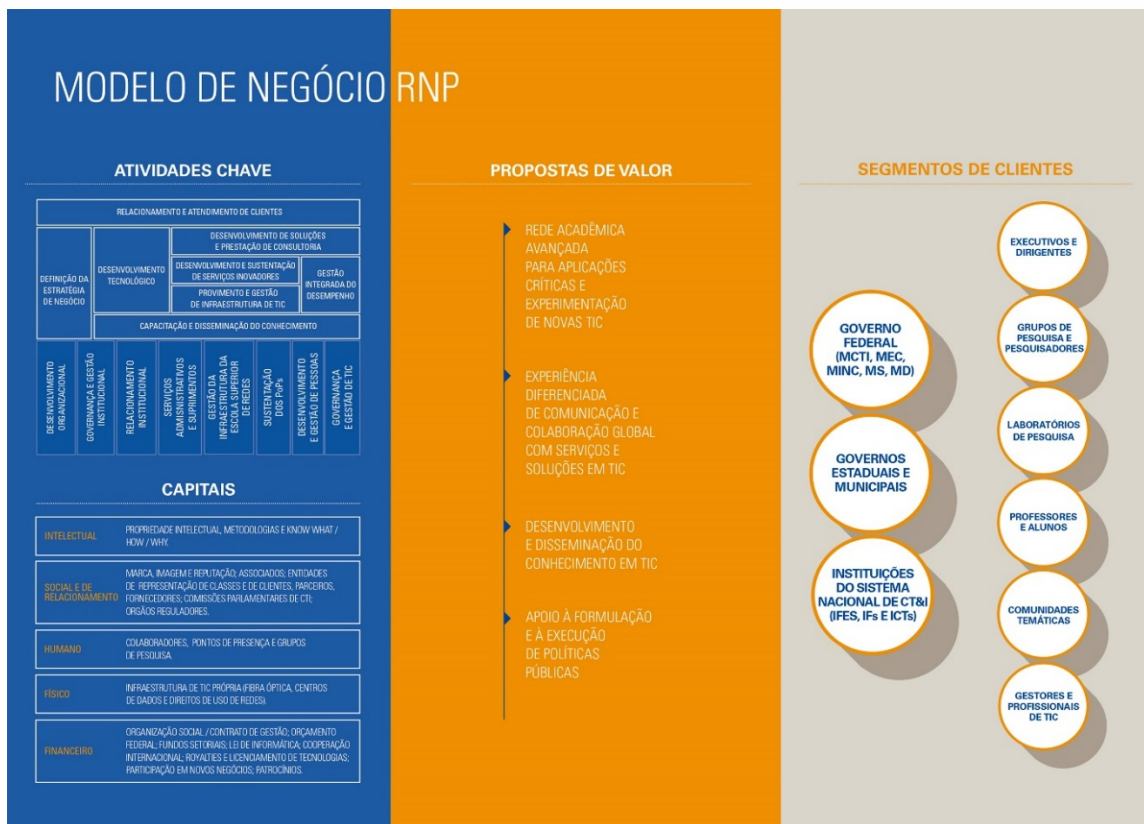 MODELO DE NEGÓCIO RNP
ATIVIDADES CHAVE
RELACIONAMENTO E ATENDIMENTO DE CLIENTES
DEFINIÇÃO DA
ESTRATÉGIA
DE NEGÓCIO
DESENVOLVIMENTO
TECNOLÓGICO
DESENVOLVIMENTO DE SOLUÇÕES
E PRESTAÇÃO DE CONSULTORIA
DESENVOLVIMENTO E SUSTENTAÇÃO
DE SERVIÇOS INOVADORES
PROVIMENTO E GESTÃO
DE INFRAESTRUTURA DE TIC
GESTÃO
INTEGRADA DO
DESEMPENHO
CAPACITAÇÃO E DISSEMINAÇÃO DO CONHECIMENTO
DESENVOLVIMENTO
ORGANIZACIONAL
GOVERNANÇA E GESTÃO
INSTITUCIONAL
RELACIONAMENTO
INSTITUCIONAL
SERVIÇOS
ADMISNISTRATIVOS
E SUPRIMENTOS
GESTÃO DA
INFRAESTRUTURA DA
ESCOLA SUPERIOR
DE REDES
SUSTENTAÇÃO
DOS PoPs
DESENVOLVIMENTO
E GESTÃO DE PESSOAS
GOVERNANÇA
E GESTÃO DE TIC
CAPITAIS
INTELECTUAL
PROPRIEDADE INTELECTUAL, METODOLOGIAS E KNOW WHAT /
HOW / WHY.
SOCIAL E DE
RELACIONAMENTO
MARCA, IMAGEM E REPUTAÇÃO; ASSOCIADOS; ENTIDADES
DE REPRESENTAÇÃO DE CLASSES E DE CLIENTES, PARCEIROS,
FORNECEDORES; COMISSÕES PARLAMENTARES DE CTI;
ORGÃOS REGULADORES.
HUMANO
COLABORADORES, PONTOS DE PRESENÇA E GRUPOS
DE PESQUISA.
FÍSICO
INFRAESTRUTURA DE TIC PRÓPRIA (FIBRA ÓPTICA, CENTROS
DE DADOS E DIREITOS DE USO DE REDES).
FINANCEIRO
ORGANIZAÇÃO SOCIAL / CONTRATO DE GESTÃO; ORÇAMENTO
FEDERAL; FUNDOS SETORIAIS; LEI DE INFORMÁTICA; COOPERAÇÃO
INTERNACIONAL; ROYALTIES E LICENCIAMENTO DE TECNOLOGIAS;
PARTICIPAÇÃO EM NOVOS NEGÓCIOS; PATROCÍNIOS.
PROPOSTAS DE VALOR
REDE ACADÊMICA
AVANÇADA
PARA APLICAÇÕES
CRÍTICAS E
EXPERIMENTAÇÃO
DE NOVAS TIC
EXPERIÊNCIA
DIFERENCIADA
DE COMUNICAÇÃO E
COLABORAÇÃO GLOBAL
COM SERVIÇOS E
SOLUÇÕES EM TIC
DESENVOLVIMENTO
E DISSEMINAÇÃO DO
CONHECIMENTO EM TIC
APOIO À FORMULAÇÃO
E À EXECUÇÃO
DE POLÍTICAS
PÚBLICAS
SEGMENTOS DE CLIENTES
GOVERNO
FEDERAL
(MCTI, MEC,
MINC, MS, MD)
GOVERNOS
ESTADUAIS E
MUNICIPAIS
INSTITUIÇÕES
DO SISTEMA
NACIONAL DE CT&I
(IFES, IFs E ICTs)
EXECUTIVOS E
DIRIGENTES
GRUPOS DE
PESQUISA E
PESQUISADORES
LABORATÓRIOS
DE PESQUISA
PROFESSORES
E ALUNOS
COMUNIDADES
TEMÁTICAS
GESTORES E
PROFISSIONAIS
DE TIC